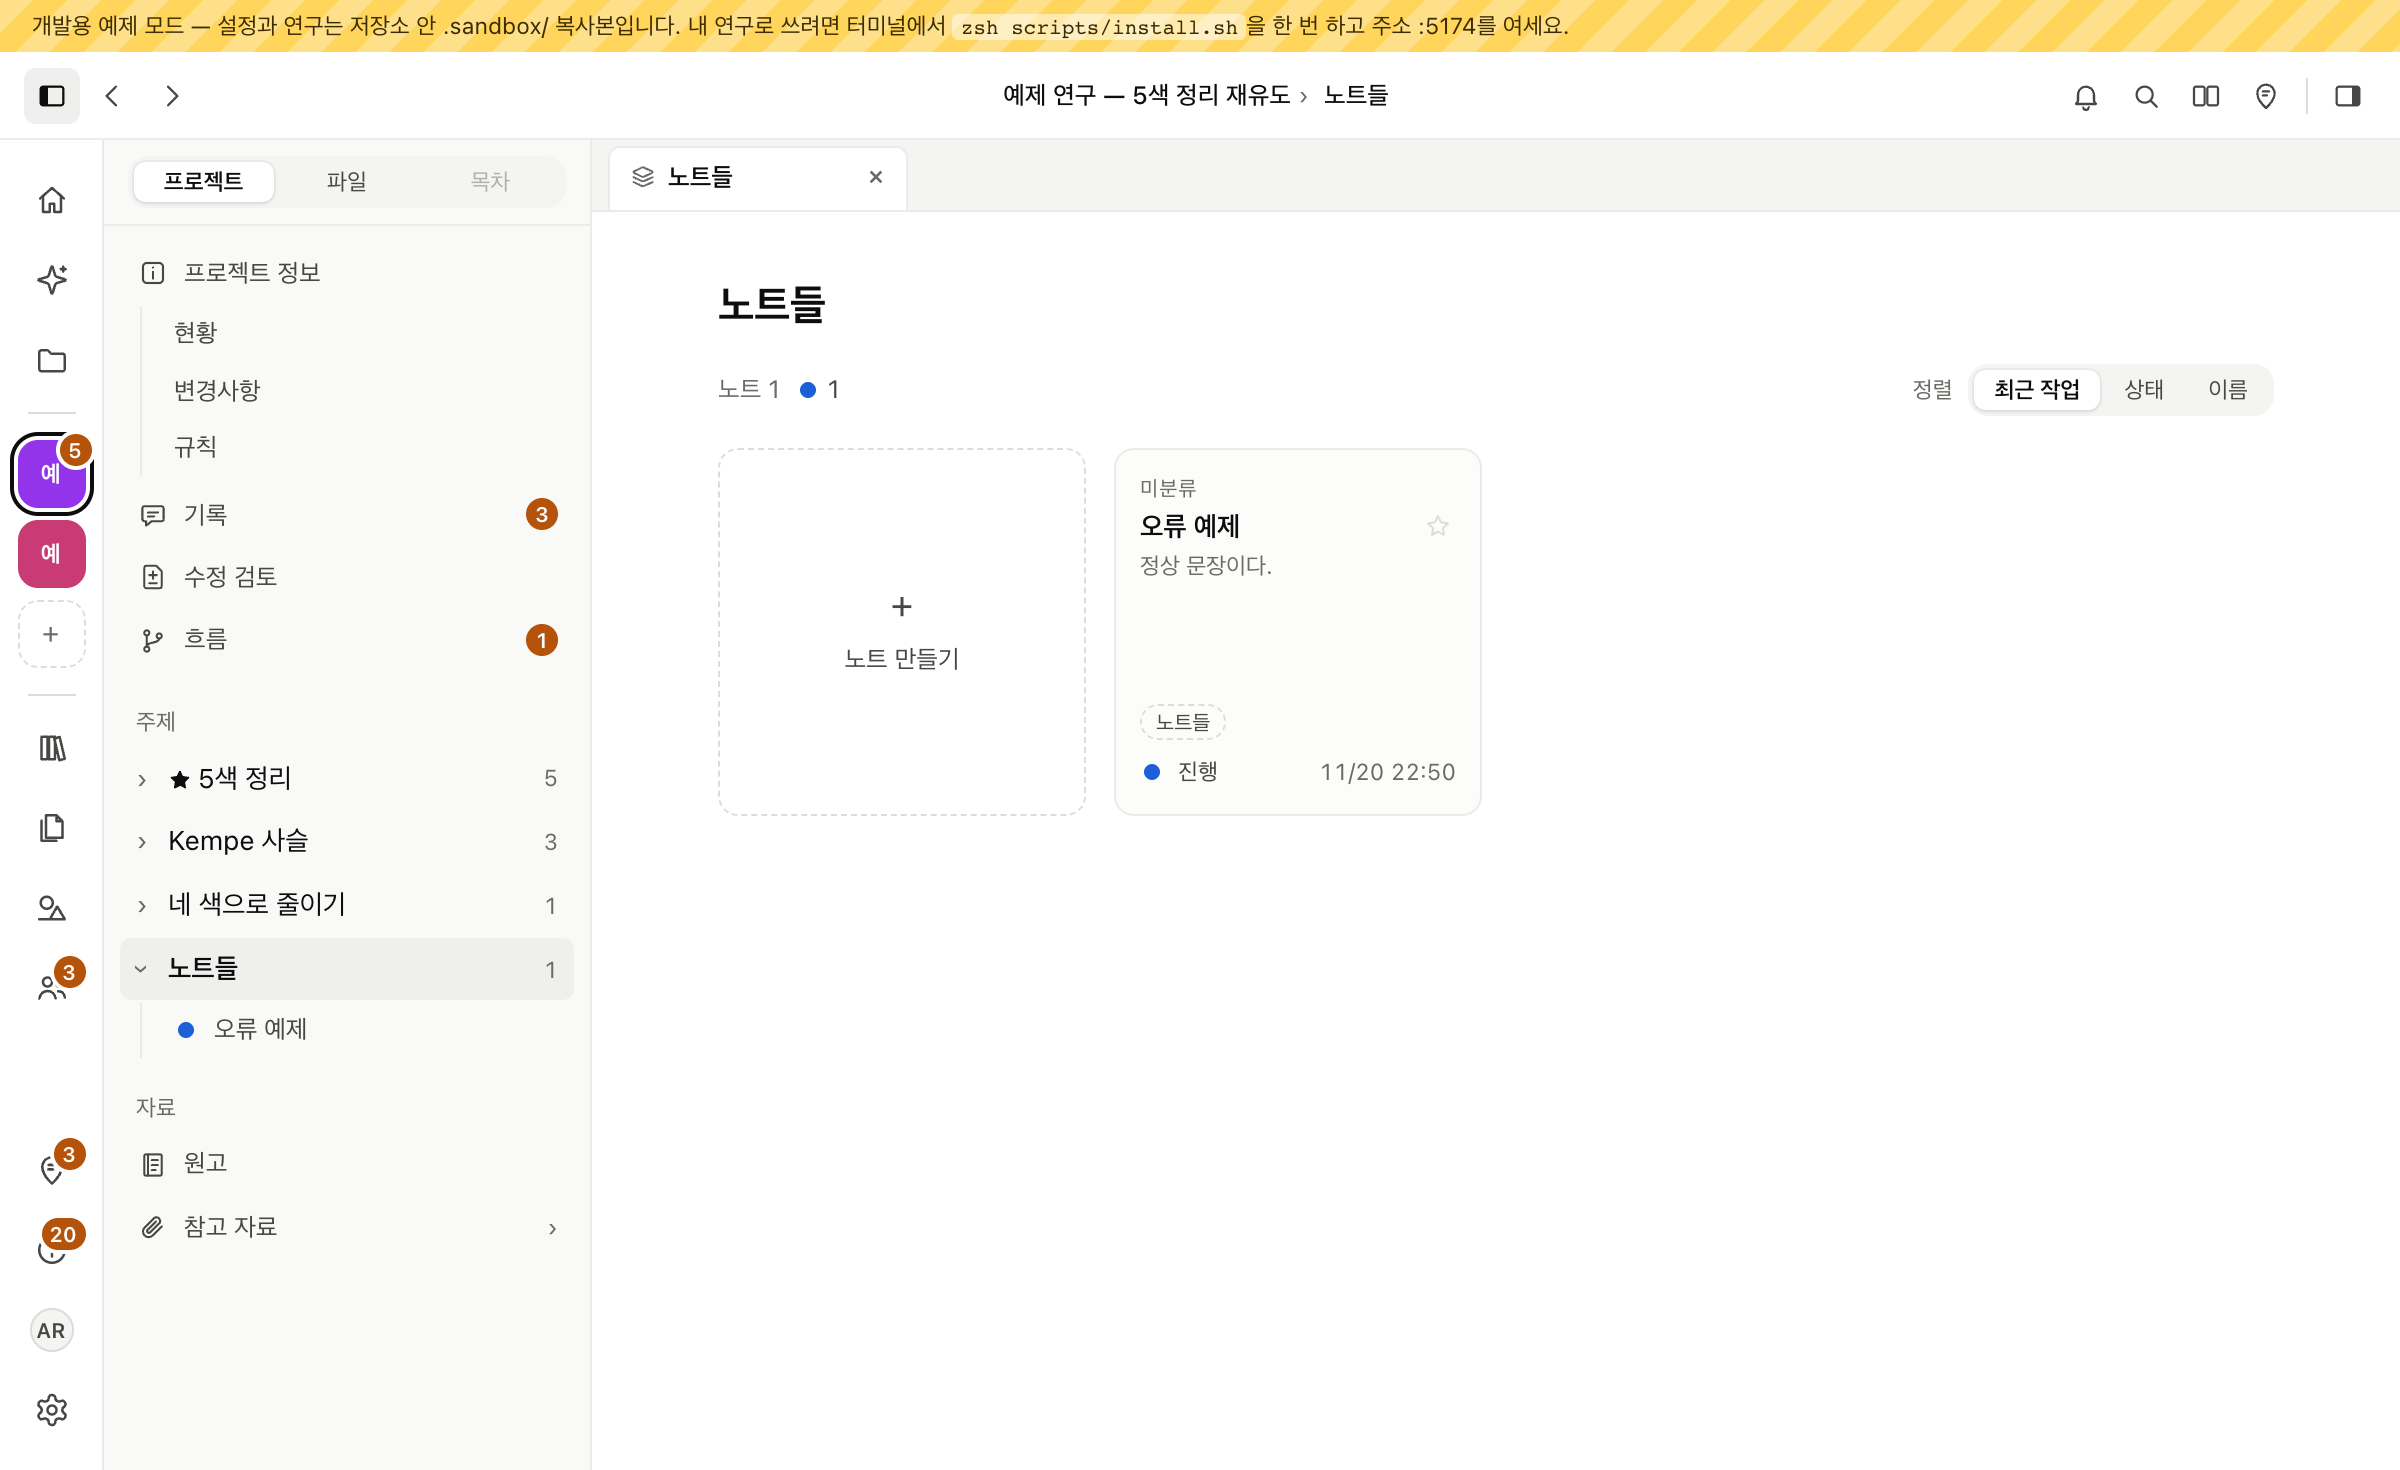 개발용 예제 모드 — 설정과 연구는 저장소 안 .sandbox/ 복사본입니다. 내 연구로 쓰려면 터미널에서 zsh scripts/install.sh을 한 번 하고 주소 :5174를 여세요.
예제 연구 — 5색 정리 재유도 › 노트들
프로젝트 파일 목차
노트들 ×
프로젝트 정보
현황
변경사항
규칙
기록 3
수정 검토
흐름 1
주제
› ★ 5색 정리 5
› Kempe 사슬 3
› 네 색으로 줄이기 1
노트들 1
오류 예제
자료
원고
참고 자료 ›
5
예
예
+
3
3
20
AR
노트들
노트 1 1
정렬 최근 작업 상태 이름
+
노트 만들기
미분류
오류 예제
정상 문장이다.
노트들
진행 11/20 22:50